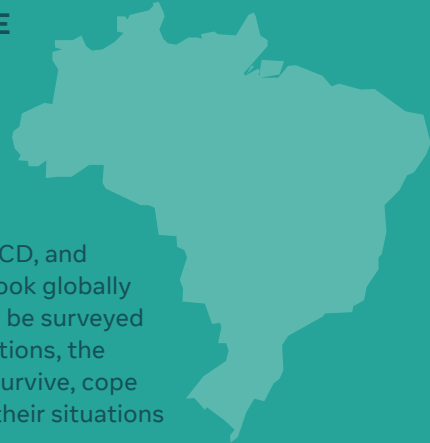 E
CD, and
ook globally
be surveyed
tions, the
urvive, cope
their situations